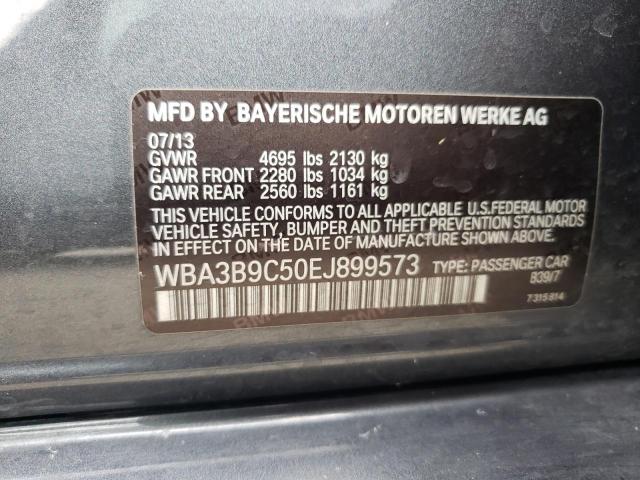 MFD BY BAYERISCHE MOTOREN WERKE AG
07/13
GVWR 4695 lbs 2130 kg
GAWR FRONT 2280 lbs 1034 kg
GAWR REAR 2560 lbs 1161 kg
THIS VEHICLE CONFORMS TO ALL APPLICABLE U.S.FEDERAL MOTOR
VEHICLE SAFETY, BUMPER AND THEFT PREVENTION STANDARDS
IN EFFECT ON THE DATE OF MANUFACTURE SHOWN ABOVE.
WBA3B9C50EJ899573 TYPE: PASSENGER CAR
B39/7
7315814